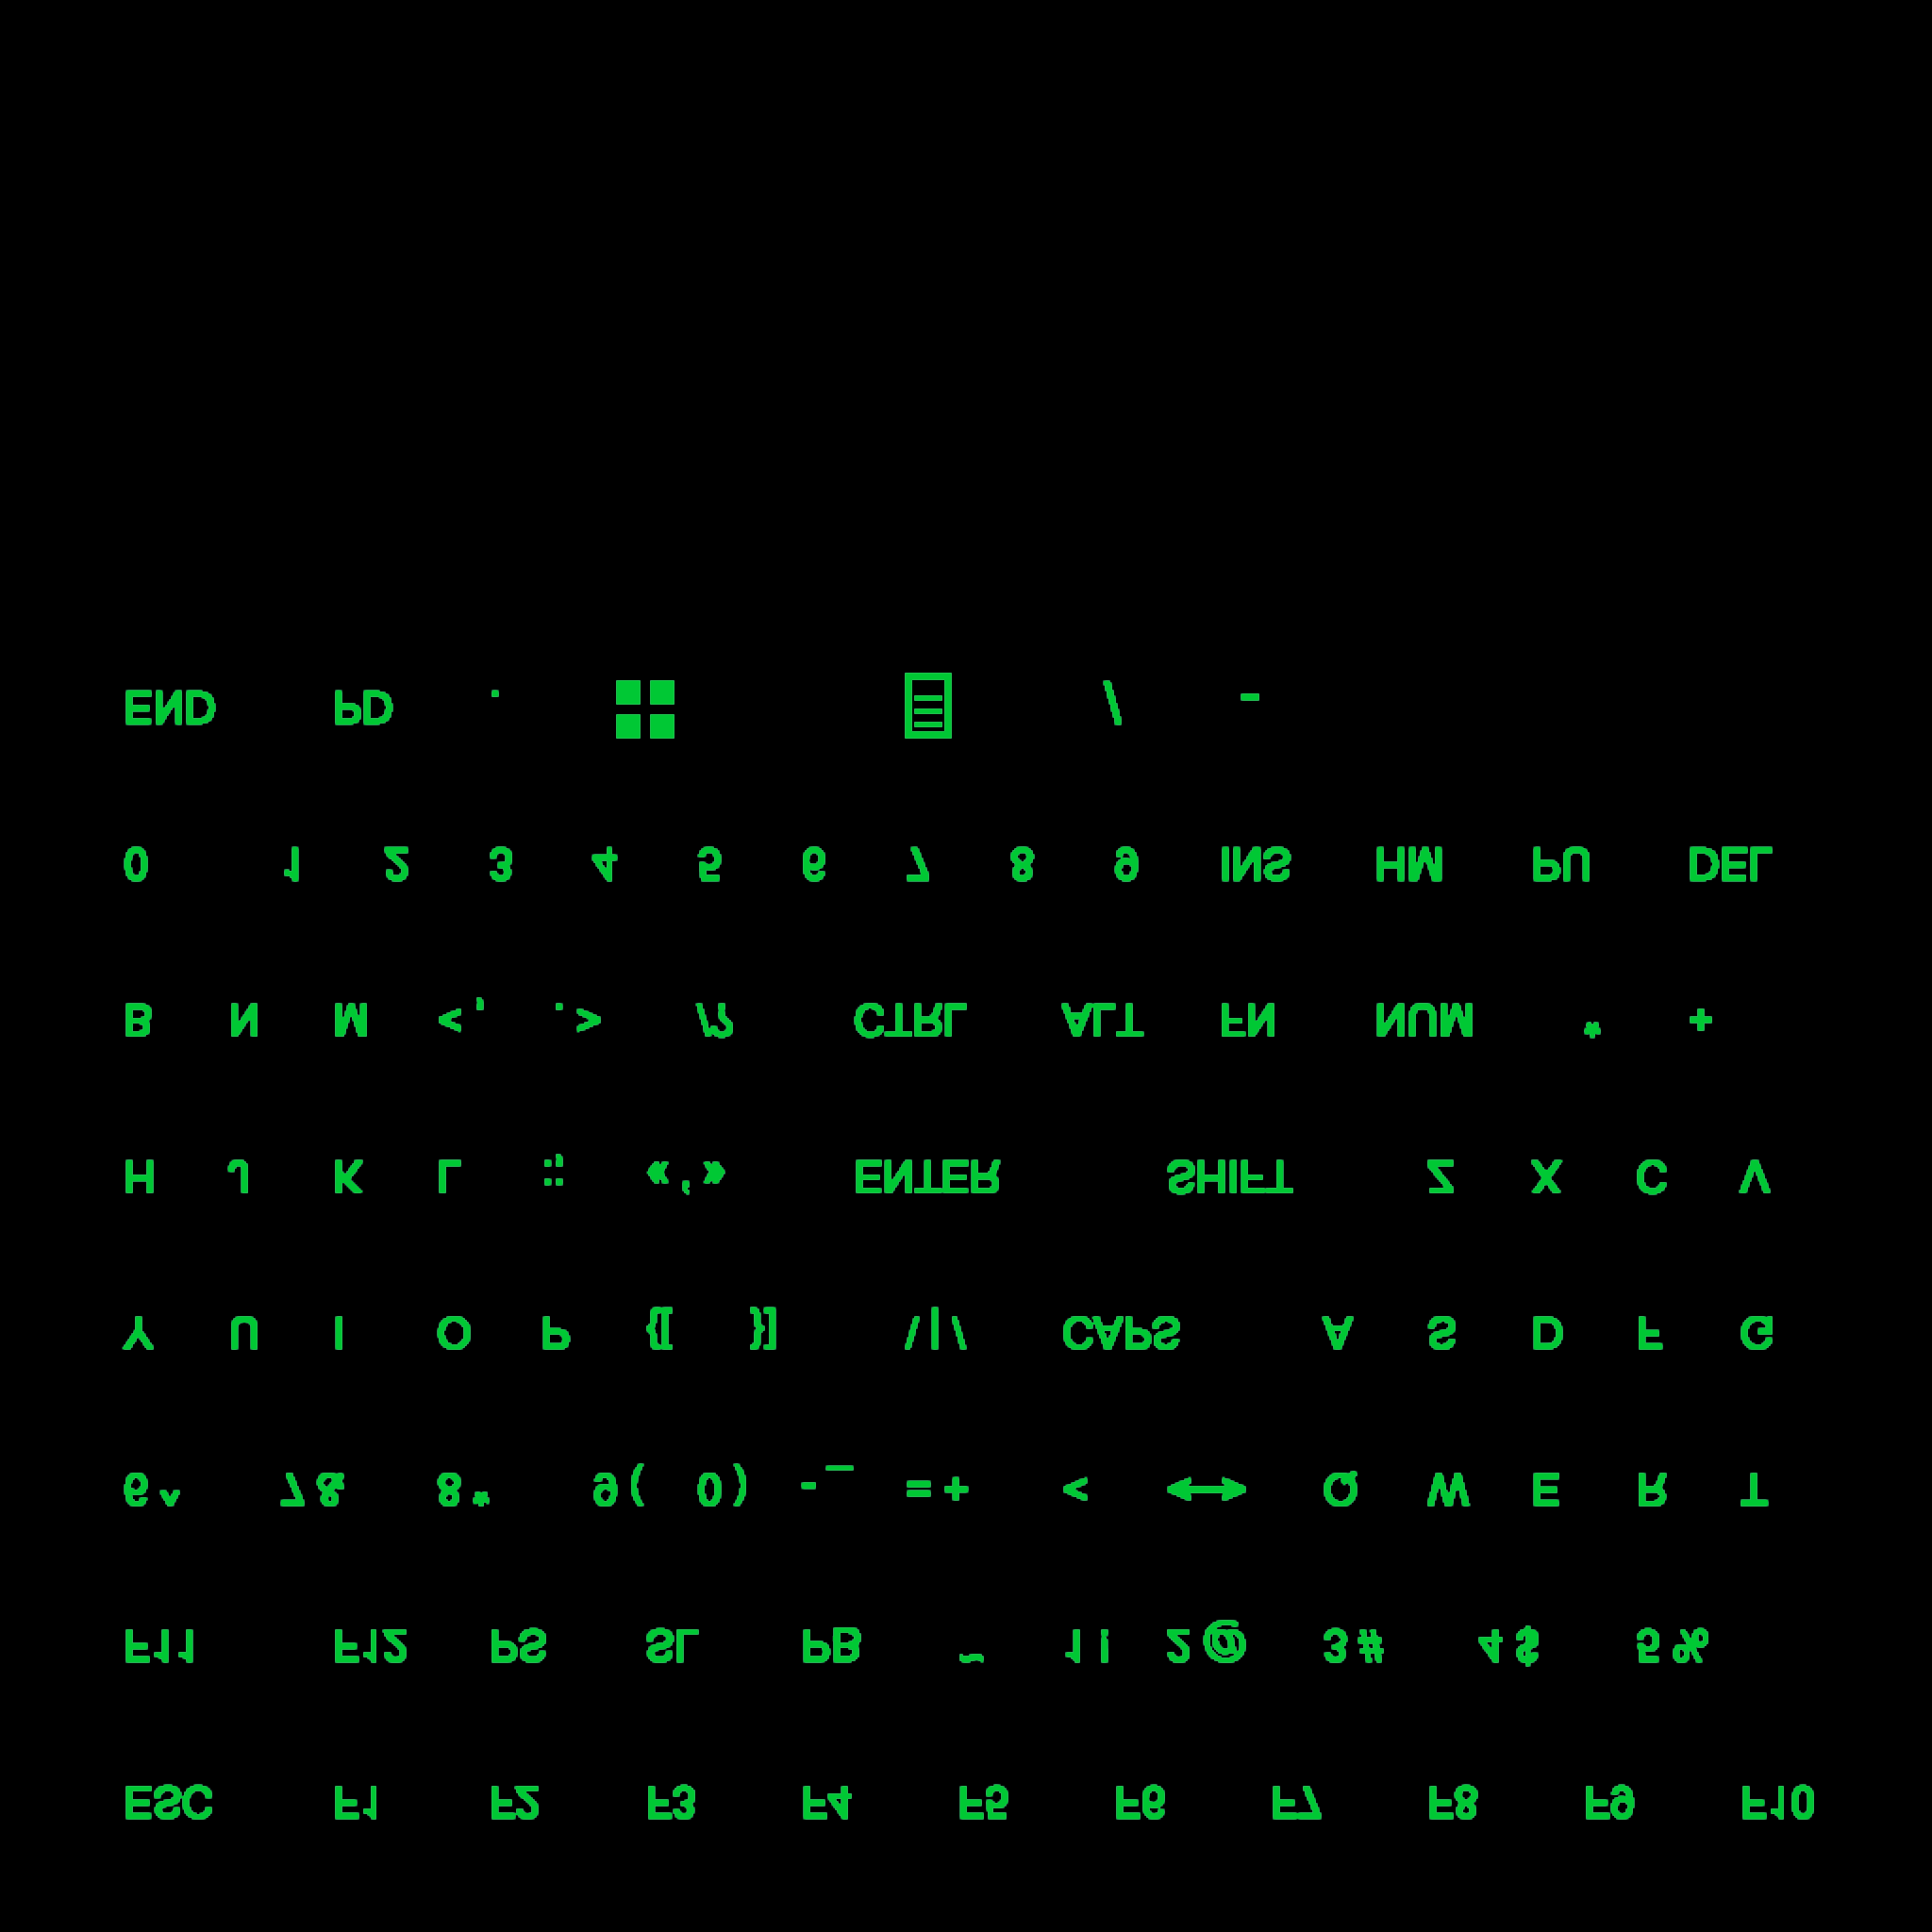 ESC F1 F2 F3 F4 F5 F6 F7 F8 F9 F10
F11 F12 PS SL PB ~ 1! 2@ 3# 4$ 5%
6^ 7& 8* 9( 0) -_ =+ < ↔ Q W E R T
Y U I O P {[ }] \|/ CAPS A S D F G
H J K L :; «'» ENTER SHIFT Z X C V
B N M <, .> /? CTRL ALT FN NUM * +
0 1 2 3 4 5 6 7 8 9 INS HM PU DEL
END PD . / -